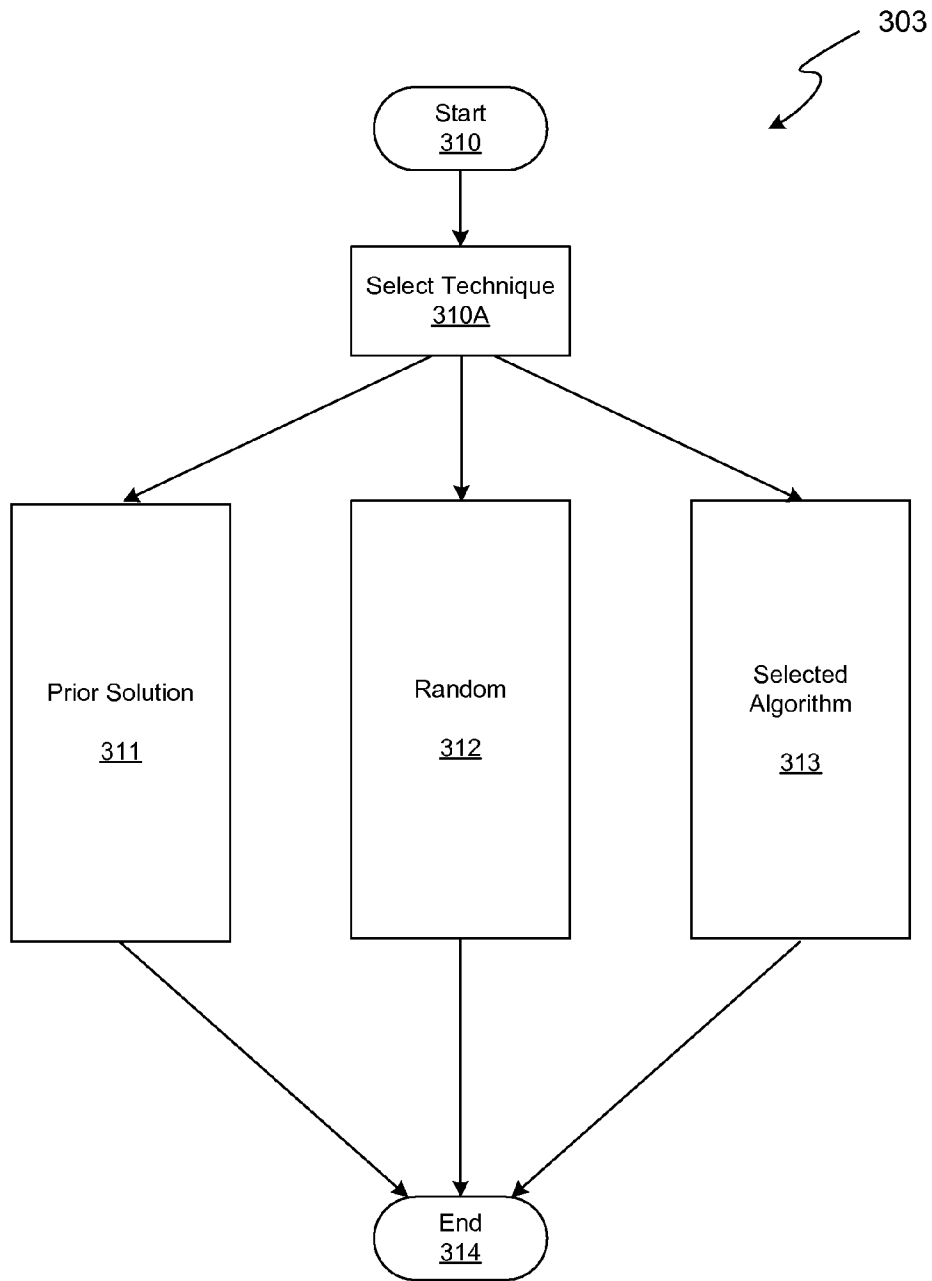 303
Start
310
Select Technique
310A
Prior Solution
311
Random
312
Selected
Algorithm
313
End
314